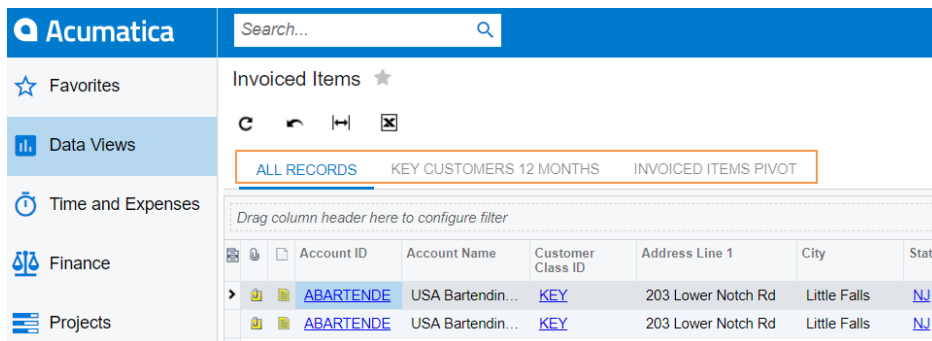 Acumatica
Search...
Favorites
Data Views
Time and Expenses
Finance
Projects
Invoiced Items
ALL RECORDS KEY CUSTOMERS 12 MONTHS INVOICED ITEMS PIVOT
Drag column header here to configure filter
Account ID Account Name Customer Class ID Address Line 1 City Stat
ABARTENDE USA Bartendin... KEY 203 Lower Notch Rd Little Falls NJ
ABARTENDE USA Bartendin... KEY 203 Lower Notch Rd Little Falls NJ